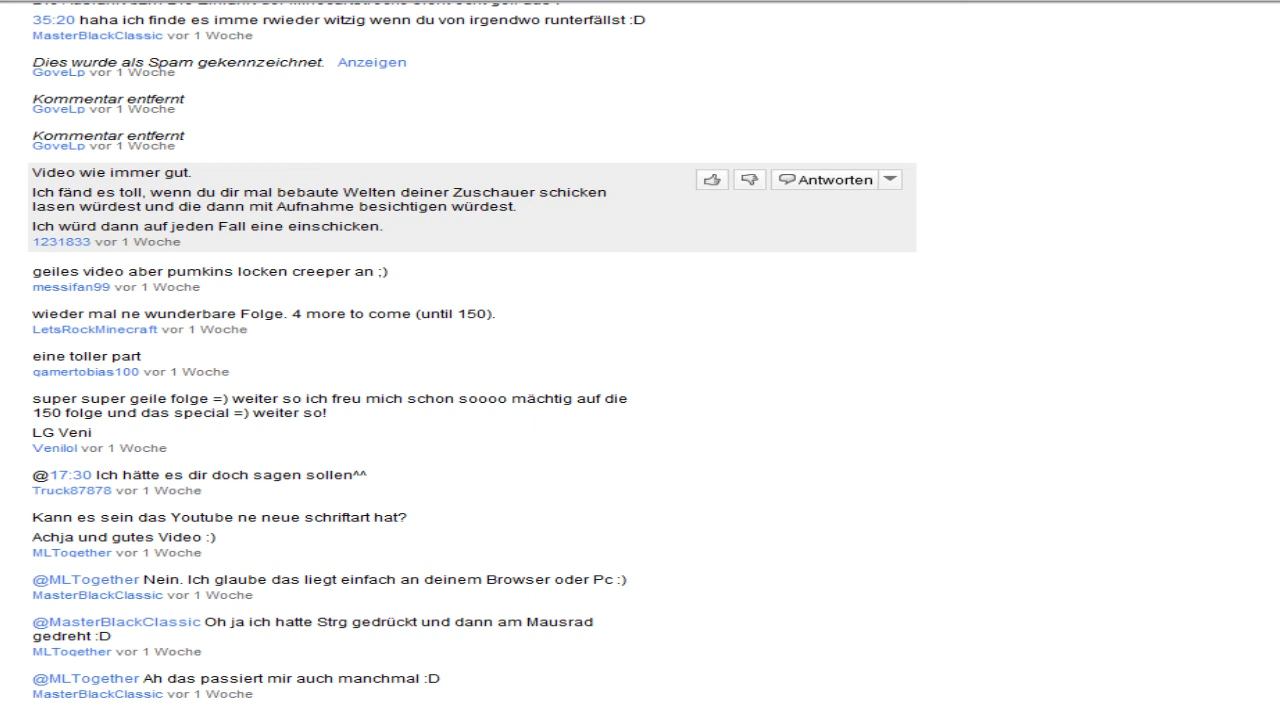 35:20 haha ich finde es imme rwieder witzig wenn du von irgendwo runterfällst :D
MasterBlackClassic vor 1 Woche
Dies wurde als Spam gekennzeichnet. Anzeigen
GoveLp vor 1 Woche
Kommentar entfernt
GoveLp vor 1 Woche
Kommentar entfernt
GoveLp vor 1 Woche
Video wie immer gut.
Antworten
Ich fänd es toll, wenn du dir mal bebaute Welten deiner Zuschauer schicken
lasen würdest und die dann mit Aufnahme besichtigen würdest.
Ich würd dann auf jeden Fall eine einschicken.
1231833 vor 1 Woche
geiles video aber pumkins locken creeper an ;)
messifan99 vor 1 Woche
wieder mal ne wunderbare Folge. 4 more to come (until 150).
LetsRockMinecraft vor 1 Woche
eine toller part
gamertobias100 vor 1 Woche
super super geile folge =) weiter so ich freu mich schon soooo mächtig auf die
150 folge und das special =) weiter so!
LG Veni
Venilol vor 1 Woche
@17:30 Ich hätte es dir doch sagen sollen^^
Truck87878 vor 1 Woche
Kann es sein das Youtube ne neue schriftart hat?
Achja und gutes Video :)
MLTogether vor 1 Woche
@MLTogether Nein. Ich glaube das liegt einfach an deinem Browser oder Pc :)
MasterBlackClassic vor 1 Woche
@MasterBlackClassic Oh ja ich hatte Strg gedrückt und dann am Mausrad
gedreht :D
MLTogether vor 1 Woche
@MLTogether Ah das passiert mir auch manchmal :D
MasterBlackClassic vor 1 Woche